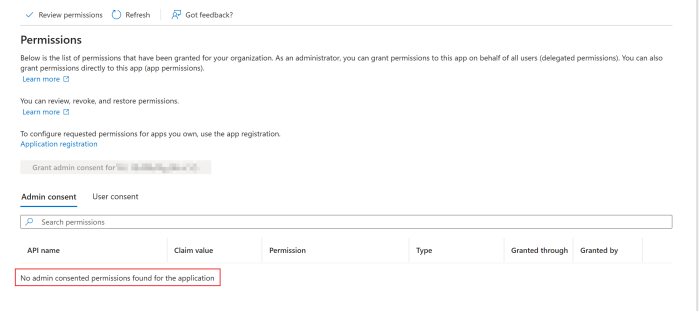 Review permissions Refresh Got feedback?
Permissions
Below is the list of permissions that have been granted for your organization. As an administrator, you can grant permissions to this app on behalf of all users (delegated permissions). You can also
grant permissions directly to this app (app permissions).
Learn more
You can review, revoke, and restore permissions.
Learn more
To configure requested permissions for apps you own, use the app registration.
Application registration
Grant admin consent for
Admin consent User consent
Search permissions
API name Claim value Permission Type Granted through Granted by
No admin consented permissions found for the application